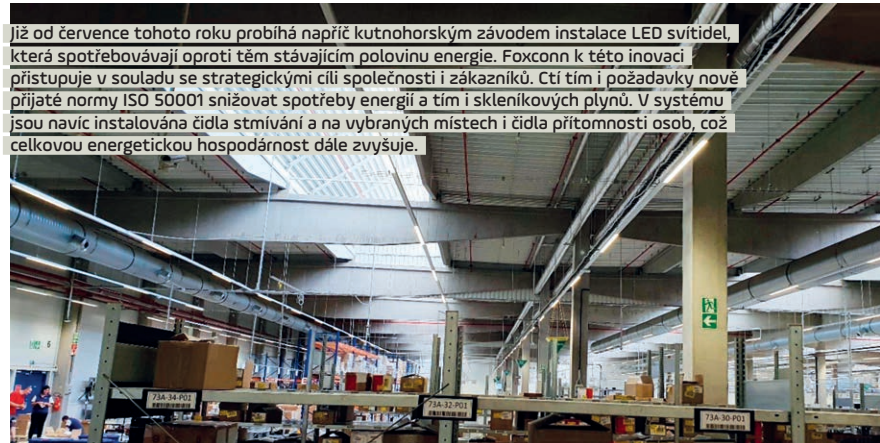 Již od července tohoto roku probíhá napříč kutnohorským závodem instalace LED svítidel,
která spotřebovávají oproti těm stávajícím polovinu energie. Foxconn k této inovaci
přistupuje v souladu se strategickými cíli společnosti i zákazníků. Ctí tím i požadavky nově
přijaté normy ISO 50001 snižovat spotřeby energií a tím i skleníkových plynů. V systému
jsou navíc instalována čidla stmívání a na vybraných místech i čidla přítomnosti osob, což
celkovou energetickou hospodárnost dále zvyšuje.
6
73A-34-P01
73A-32-P01
73A-30-P01